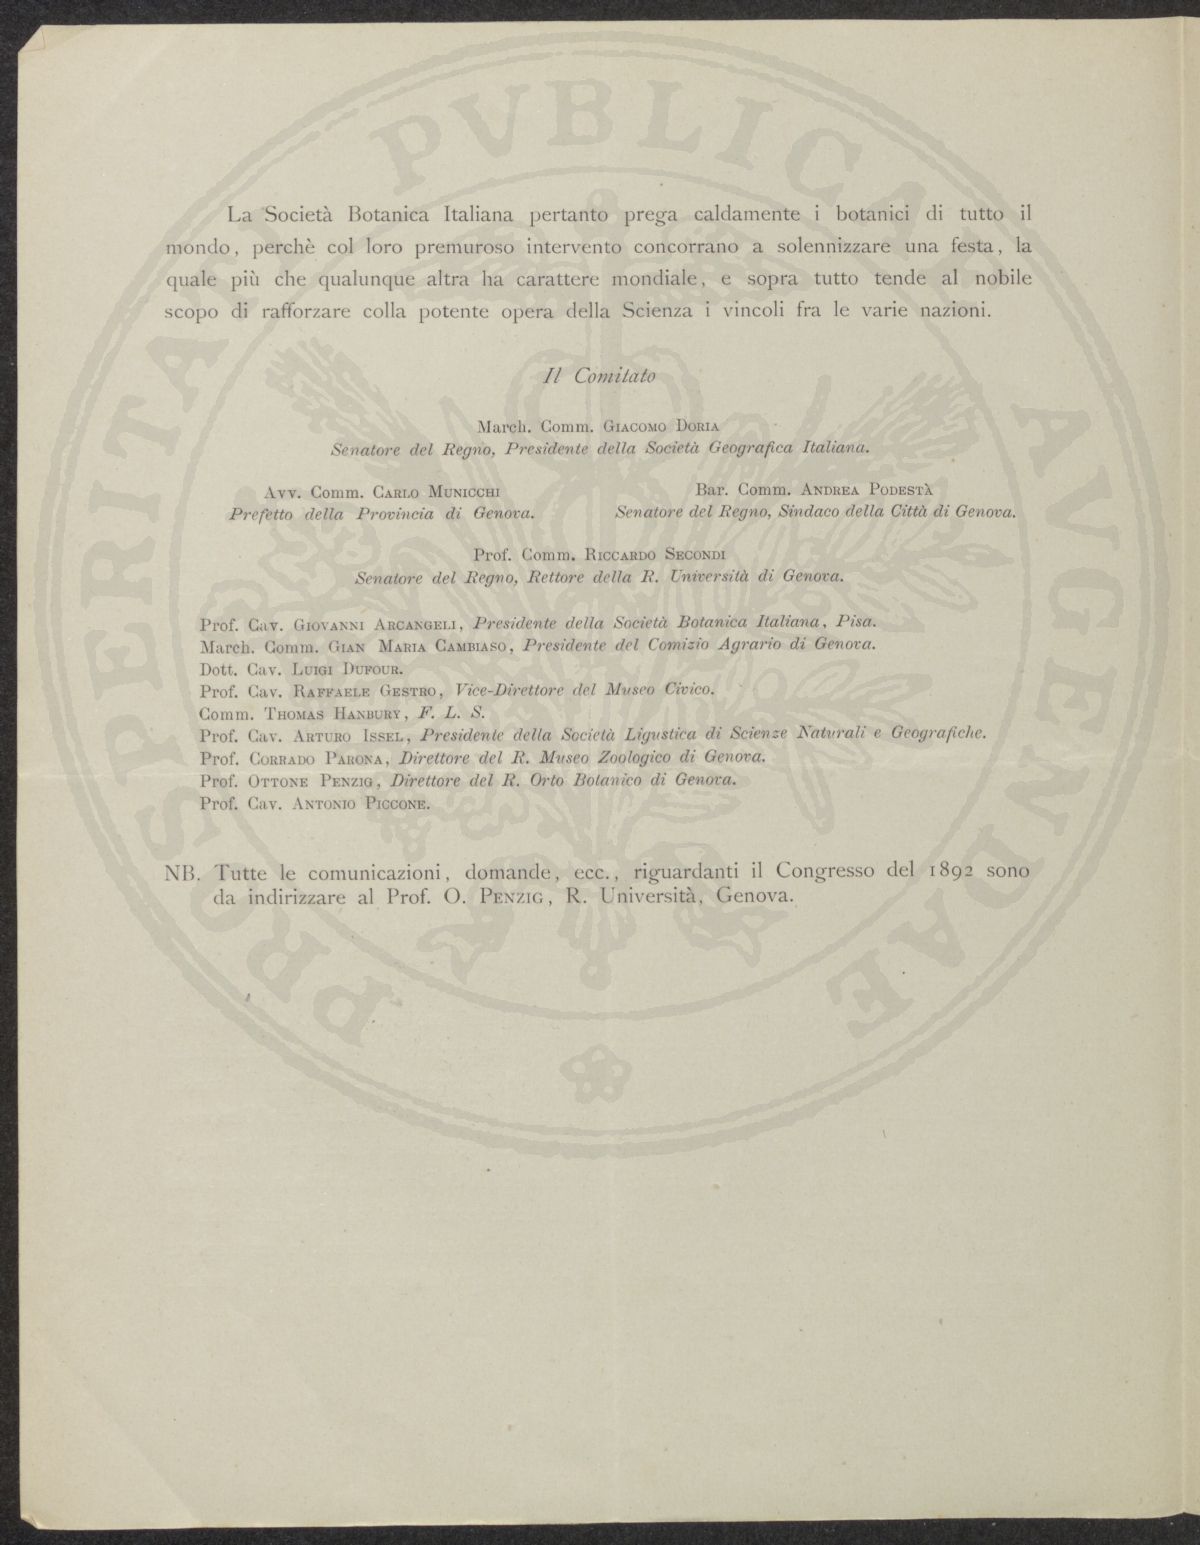 La Società Botanica Italiana pertanto prega caldamente i botanici di tutto il
mondo, perchè col loro premuroso intervento concorrano a solennizzare una festa, la
quale più che qualunque altra ha carattere mondiale, e sopra tutto tende al nobile
scopo di rafforzare colla potente opera della Scienza i vincoli fra le varie nazioni.
Il Comitato
March. Comm. GIACOMO DORIA
Senatore del Regno, Presidente della Società Geografica Italiana.
Avv. Comm. CARLO MUNICCHI
Prefetto della Provincia di Genova.
Bar. Comm. ANDREA PODESTÀ
Senatore del Regno, Sindaco della Città di Genova.
Prof. Comm. RICCARDO SECONDI
Senatore del Regno, Rettore della R. Università di Genova.
Prof. Cav. GIOVANNI ARCANGELI, Presidente della Società Botanica Italiana, Pisa.
March. Comm. GIAN MARIA CAMBIASO, Presidente del Comizio Agrario di Genova.
Dott. Cav. LUIGI DUFOUR.
Prof. Cav. RAFFAELE GESTRO, Vice-Direttore del Museo Civico.
Comm. THOMAS HANBURY, F. L. S.
Prof. Cav. ARTURO ISSEL, Presidente della Società Ligustica di Scienze Naturali e Geografiche.
Prof. CORRADO PARONA, Direttore del R. Museo Zoologico di Genova.
Prof. OTTONE PENZIG, Direttore del R. Orto Botanico di Genova.
Prof. Cav. ANTONIO PICCONE.
NB. Tutte le comunicazioni, domande, ecc., riguardanti il Congresso del 1892 sono
da indirizzare al Prof. O. PENZIG, R. Università, Genova.
PROSPERITATI PVBLICAE AVGENDAE